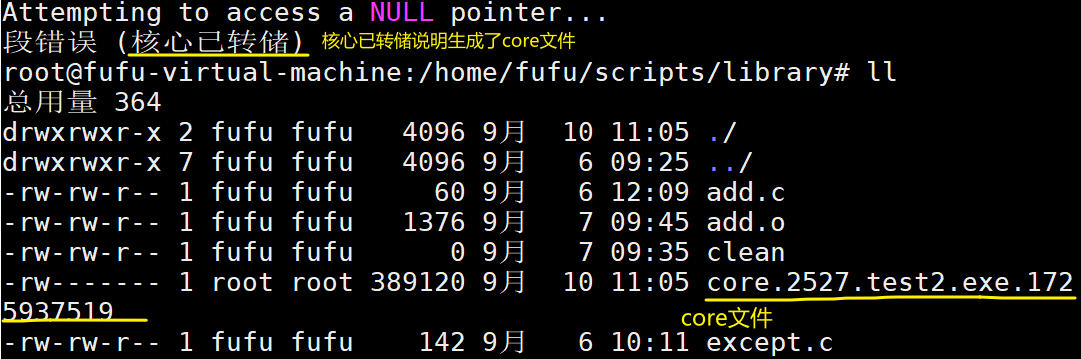 Attempting to access a NULL pointer...
段错误 (核心已转储) 核心已转储说明生成了core文件
root@fufu-virtual-machine:/home/fufu/scripts/library# ll
总用量 364
drwxrwxr-x 2 fufu fufu 4096 9月 10 11:05 ./
drwxrwxr-x 7 fufu fufu 4096 9月 6 09:25 ../
-rw-rw-r-- 1 fufu fufu 60 9月 6 12:09 add.c
-rw-rw-r-- 1 fufu fufu 1376 9月 7 09:45 add.o
-rw-rw-r-- 1 fufu fufu 0 9月 7 09:35 clean
-rw------- 1 root root 389120 9月 10 11:05 core.2527.test2.exe.172
5937519
core文件
-rw-rw-r-- 1 fufu fufu 142 9月 6 10:11 except.c